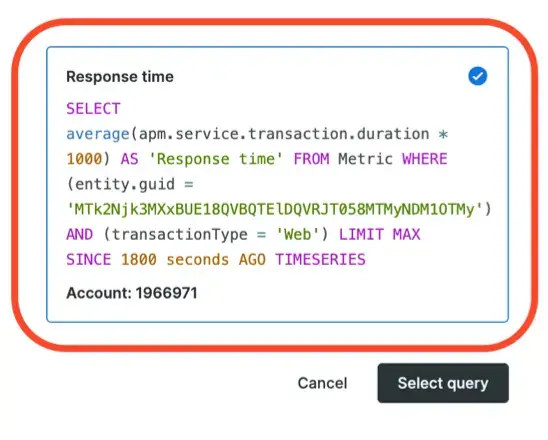 Response time
SELECT
average(apm.service.transaction.duration *
1000) AS 'Response time' FROM Metric WHERE
(entity.guid =
'MTk2Njk3MXxBUE18QVBQTElDQVRJT058MTMyNDM1OTMy')
AND (transactionType = 'Web') LIMIT MAX
SINCE 1800 seconds AGO TIMESERIES
Account: 1966971
Cancel
Select query